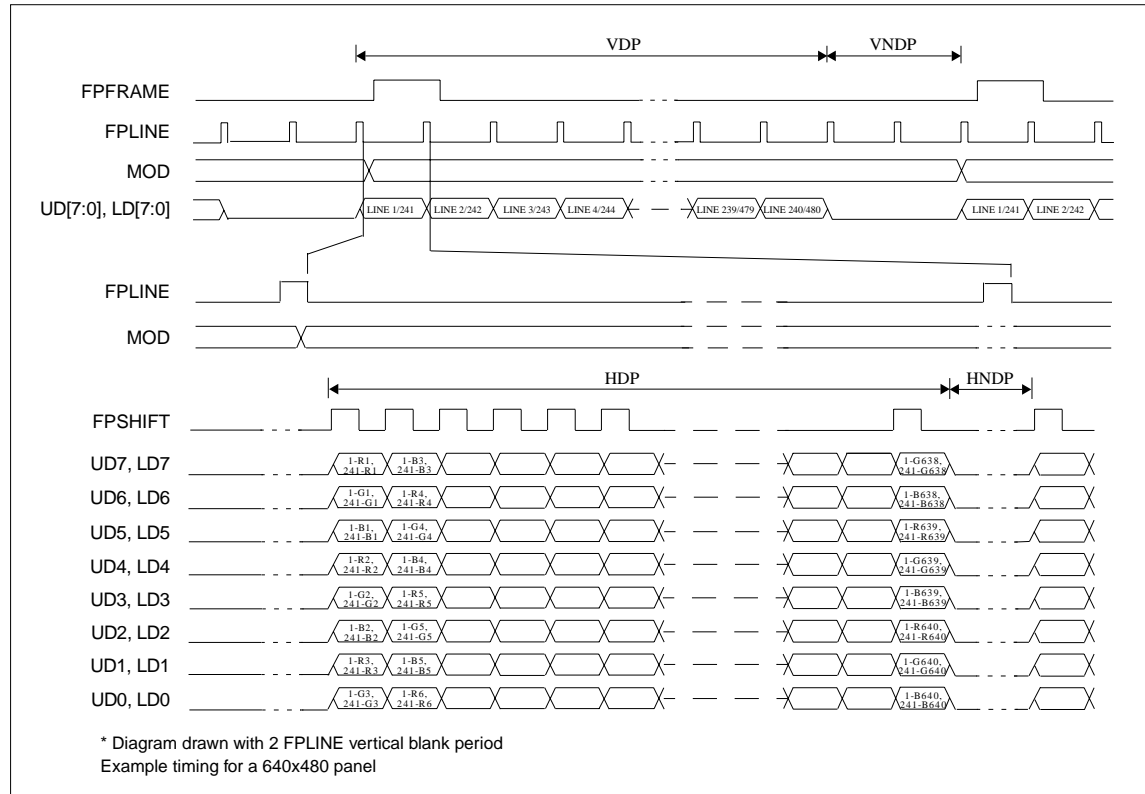 VDP VNDP
FPFRAME
FPLINE
MOD
UD[7:0], LD[7:0] LINE 1/241 LINE 2/242 LINE 3/243 LINE 4/244 LINE 239/479 LINE 240/480 LINE 1/241 LINE 2/242
FPLINE
MOD
HDP HNDP
FPSHIFT
UD7, LD7 1-R1, 241-R1 1-B3, 241-B3 1-G638, 241-G638
UD6, LD6 1-G1, 241-G1 1-R4, 241-R4 1-B638, 241-B638
UD5, LD5 1-B1, 241-B1 1-G4, 241-G4 1-R639, 241-R639
UD4, LD4 1-R2, 241-R2 1-B4, 241-B4 1-G639, 241-G639
UD3, LD3 1-G2, 241-G2 1-R5, 241-R5 1-B639, 241-B639
UD2, LD2 1-B2, 241-B2 1-G5, 241-G5 1-R640, 241-R640
UD1, LD1 1-R3, 241-R3 1-B5, 241-B5 1-G640, 241-G640
UD0, LD0 1-G3, 241-G3 1-R6, 241-R6 1-B640, 241-B640
* Diagram drawn with 2 FPLINE vertical blank period
Example timing for a 640x480 panel